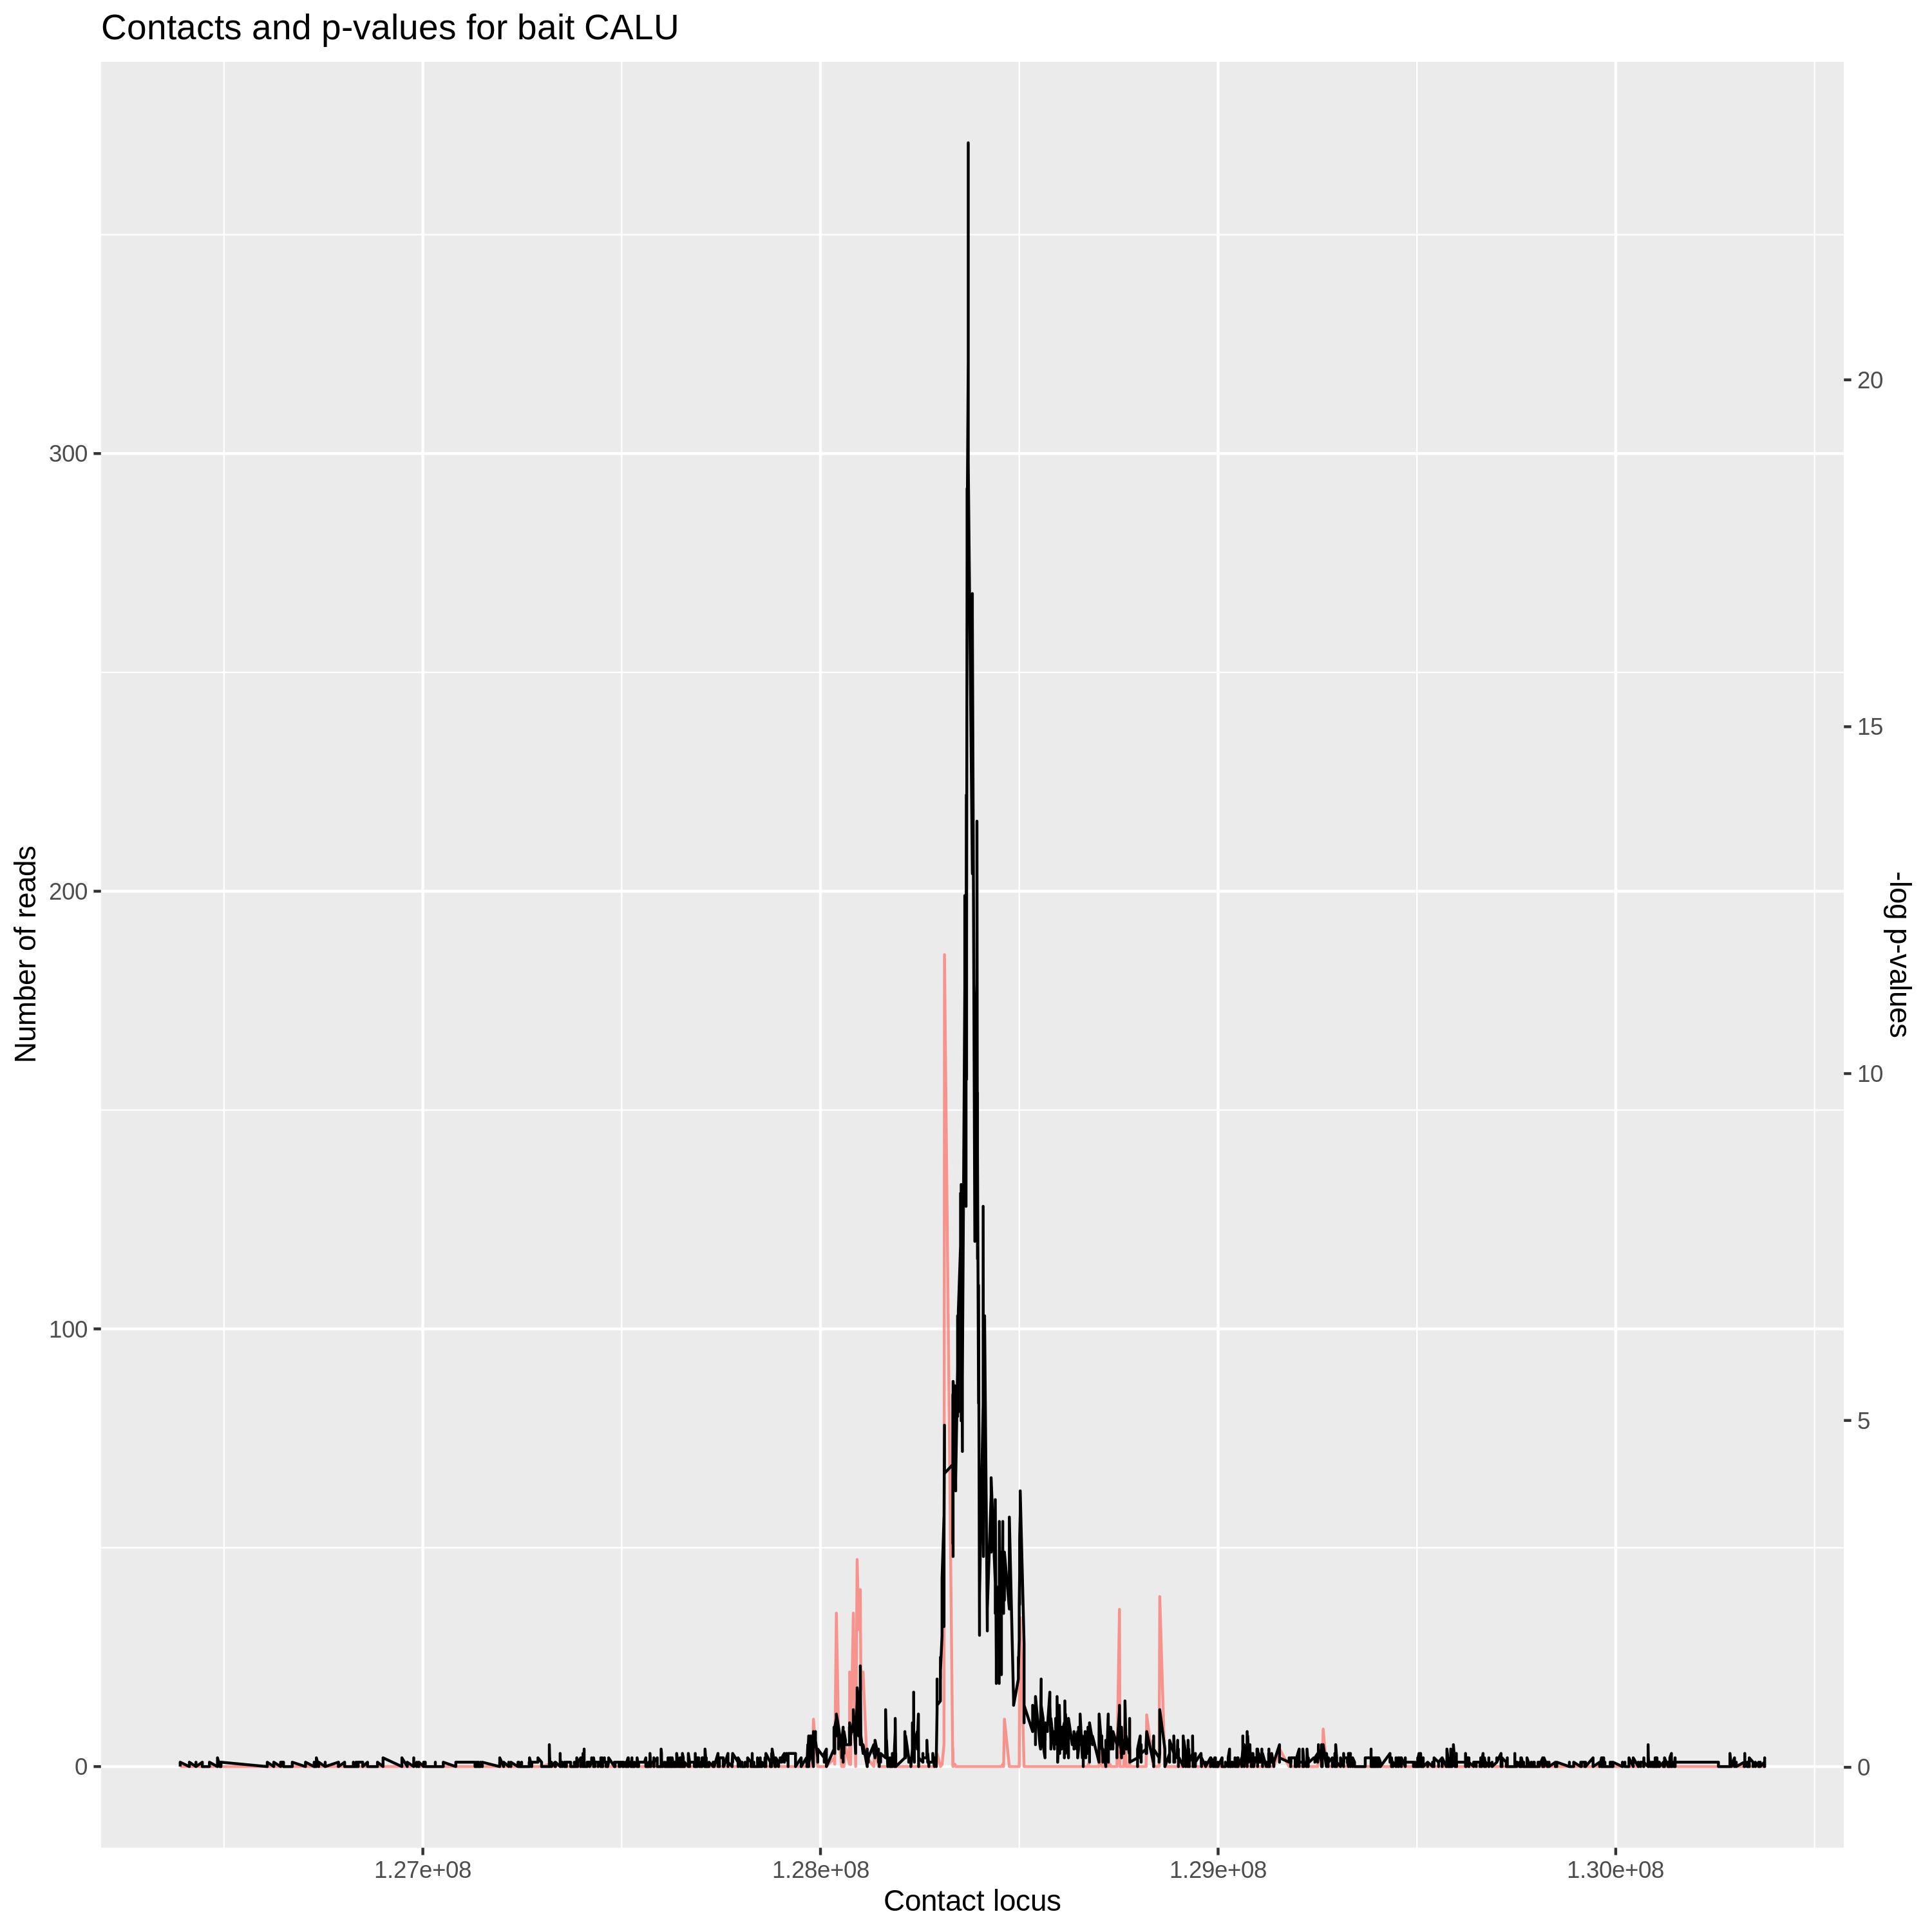 Contacts and p-values for bait CALU
Number of reads
300
200
100
0
20
15
10
5
0
-log p-values
1.27e+08
1.28e+08
1.29e+08
1.30e+08
Contact locus